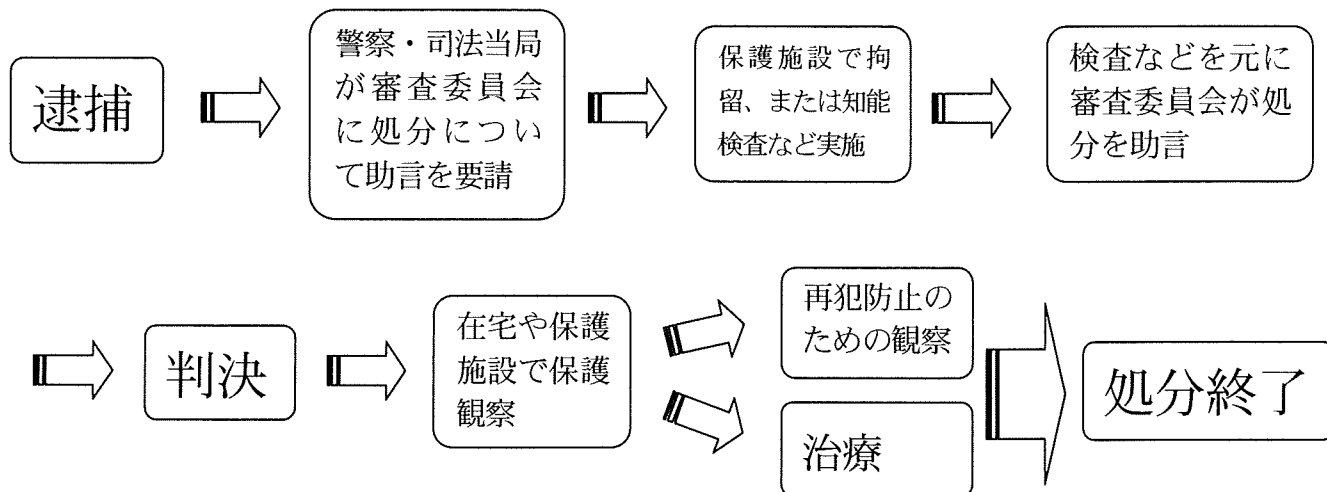 逮捕
警察・司法当局
が審査委員会
に処分につい
て助言を要請
保護施設で拘
留、または知能
検査など実施
検査などを元に
審査委員会が処
分を助言
判決
在宅や保護
施設で保護
観察
再犯防止の
ための観察
治療
処分終了